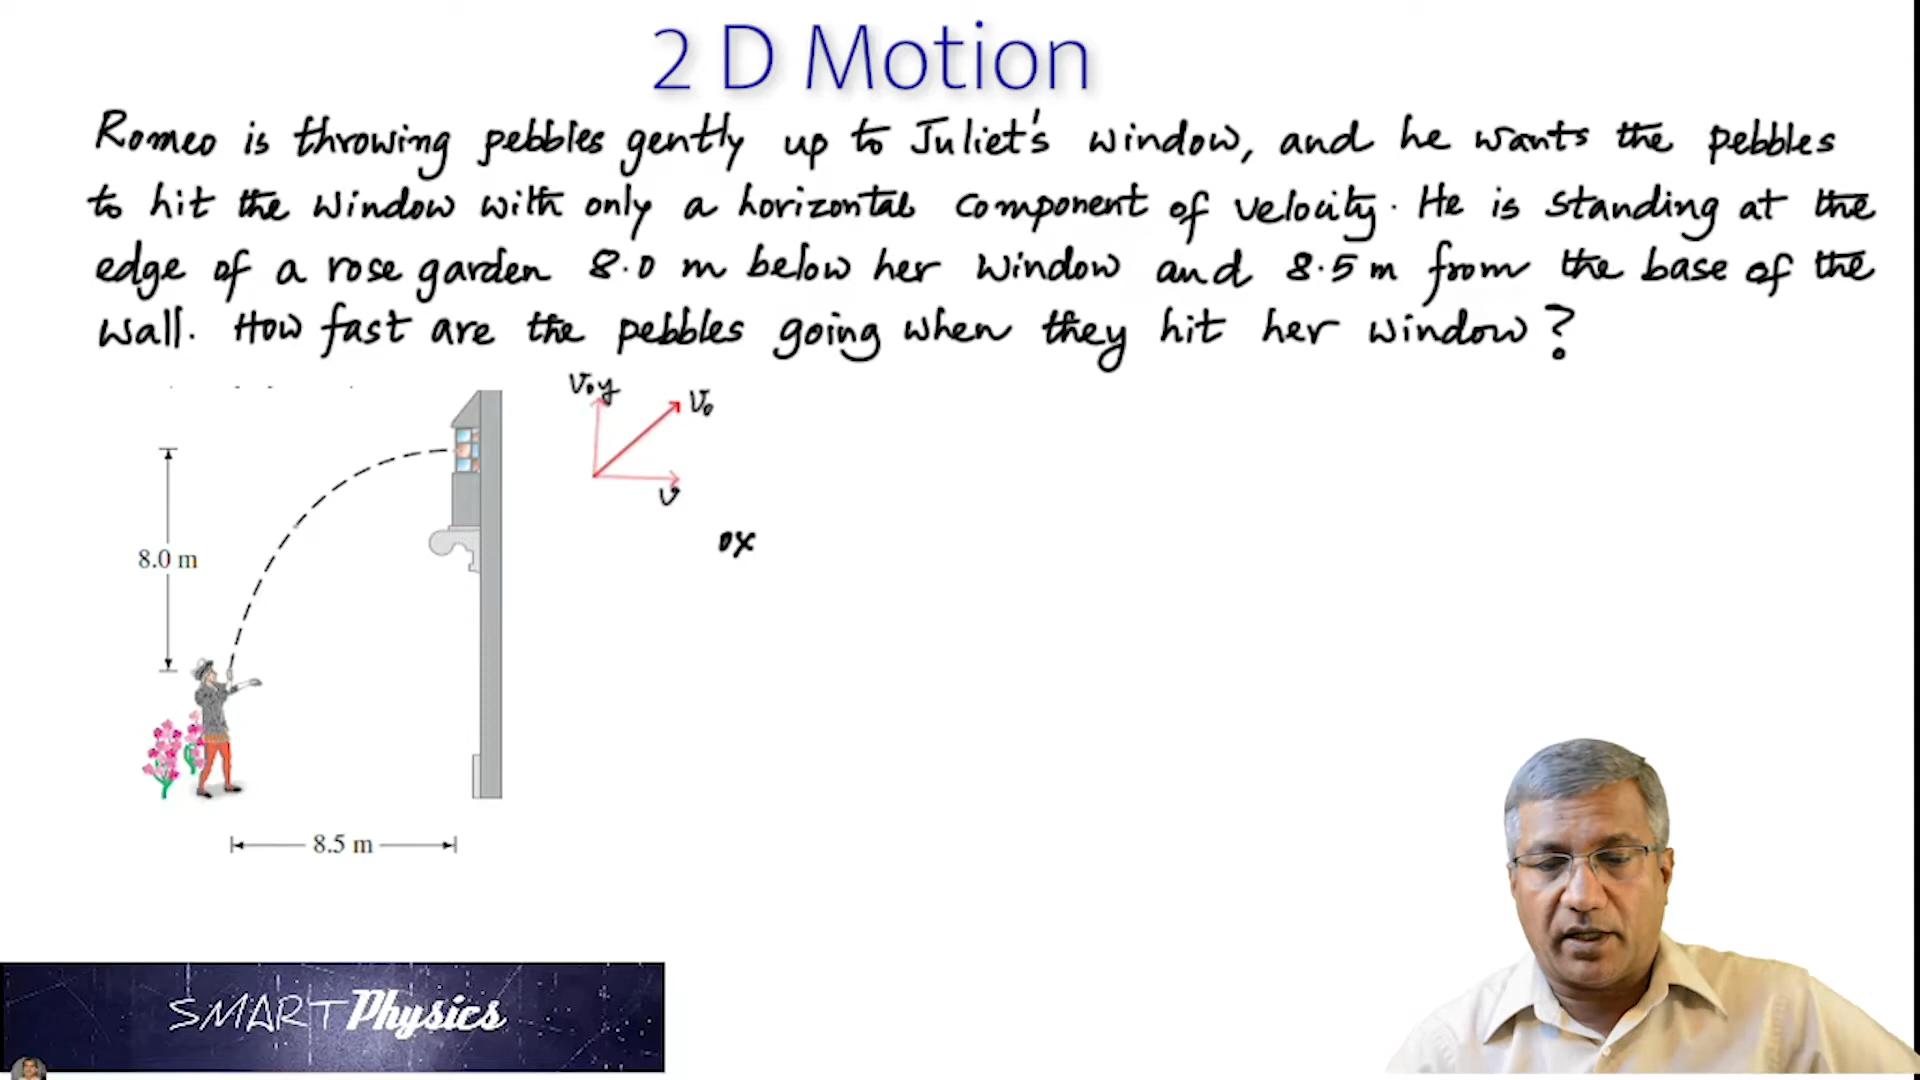 2 D Motion
Romeo is throwing pebbles gently up to Juliet's window, and he wants the pebbles
to hit the window with only a horizontal component of velocity. He is standing at the
edge of a rose garden 8.0 m below her window and 8.5 m from the base of the
wall. How fast are the pebbles going when they hit her window?
V₀y
V₀
V
0x
8.0 m
8.5 m
SMART Physics